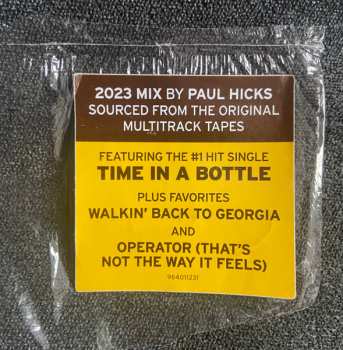 2023 MIX BY PAUL HICKS
SOURCED FROM THE ORIGINAL
MULTITRACK TAPES
FEATURING THE #1 HIT SINGLE
TIME IN A BOTTLE
PLUS FAVORITES
WALKIN' BACK TO GEORGIA
AND
OPERATOR (THAT'S
NOT THE WAY IT FEELS)
964011231